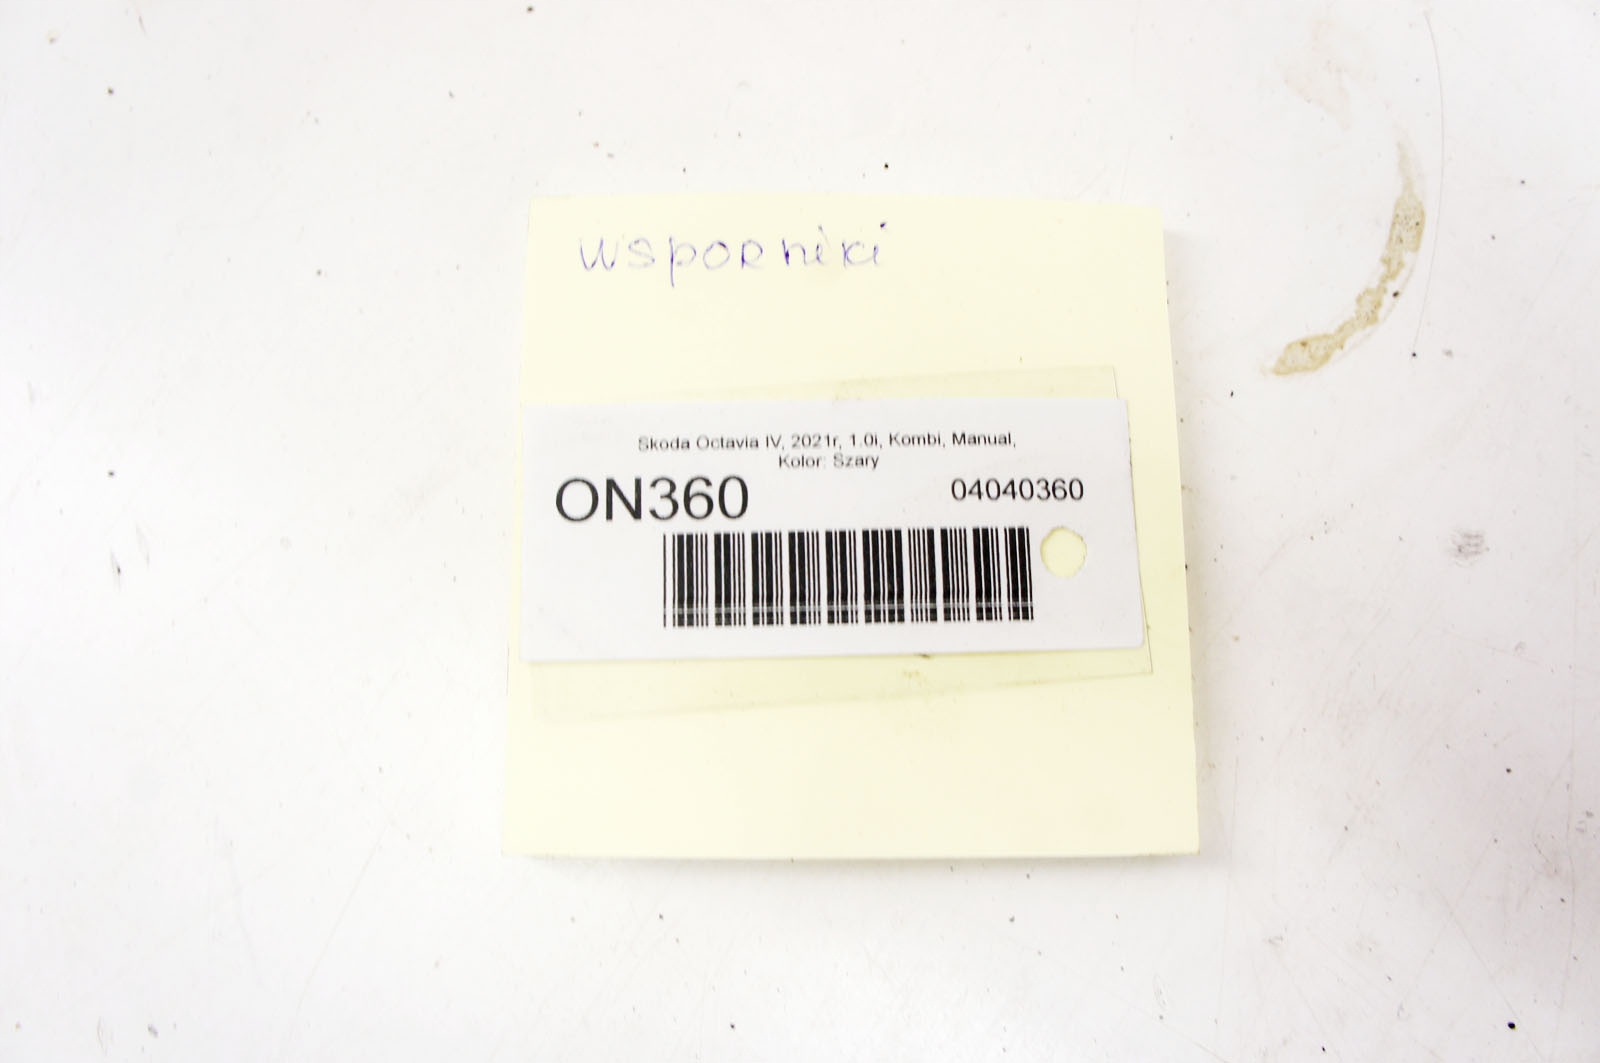 wsporniki
Skoda Octavia IV, 2021r, 1.0i, Kombi, Manual,
Kolor: Szary
ON360
04040360